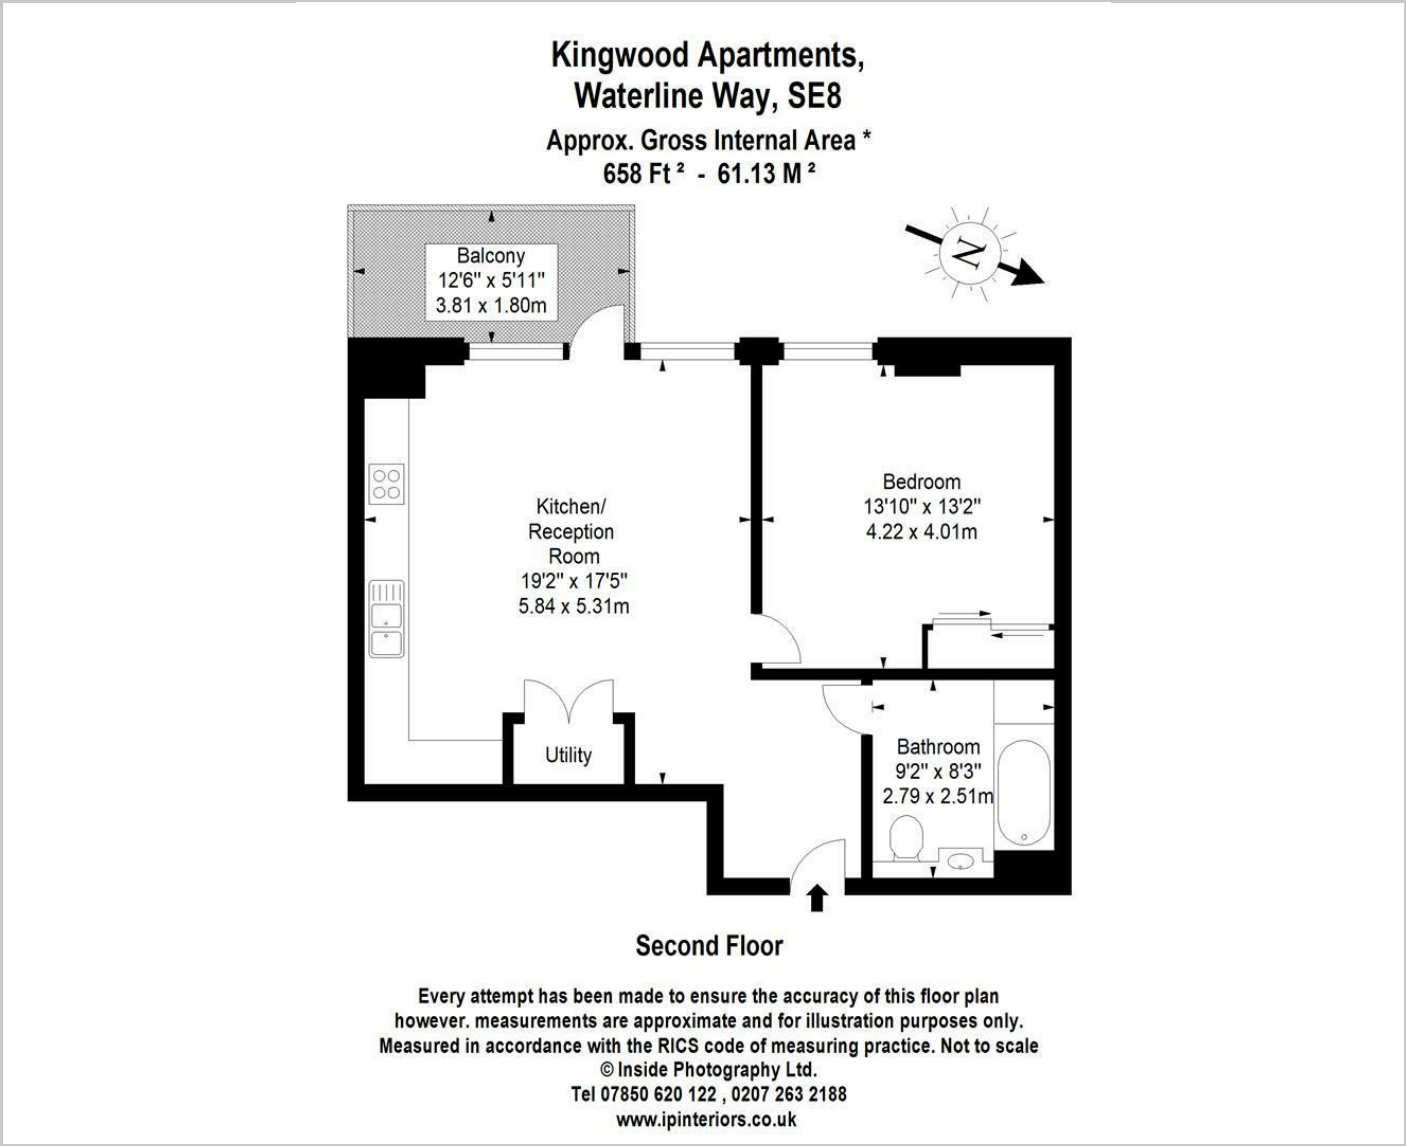 Kingwood Apartments,
Waterline Way, SE8
Approx. Gross Internal Area *
658 Ft ² - 61.13 M ²
N
Balcony
12'6" x 5'11"
3.81 x 1.80m
Kitchen/
Reception
Room
19'2" x 17'5"
5.84 x 5.31m
Bedroom
13'10" x 13'2"
4.22 x 4.01m
Utility
Bathroom
9'2" x 8'3"
2.79 x 2.51m
Second Floor
Every attempt has been made to ensure the accuracy of this floor plan
however. measurements are approximate and for illustration purposes only.
Measured in accordance with the RICS code of measuring practice. Not to scale
© Inside Photography Ltd.
Tel 07850 620 122 , 0207 263 2188
www.ipinteriors.co.uk